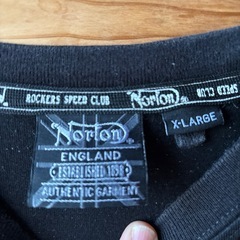 ROCKERS SPEED CLUB Norton SPEED CLUB
X-LARGE
Norton
ENGLAND
ESTABLISHED 1898
AUTHENTIC GARMENT